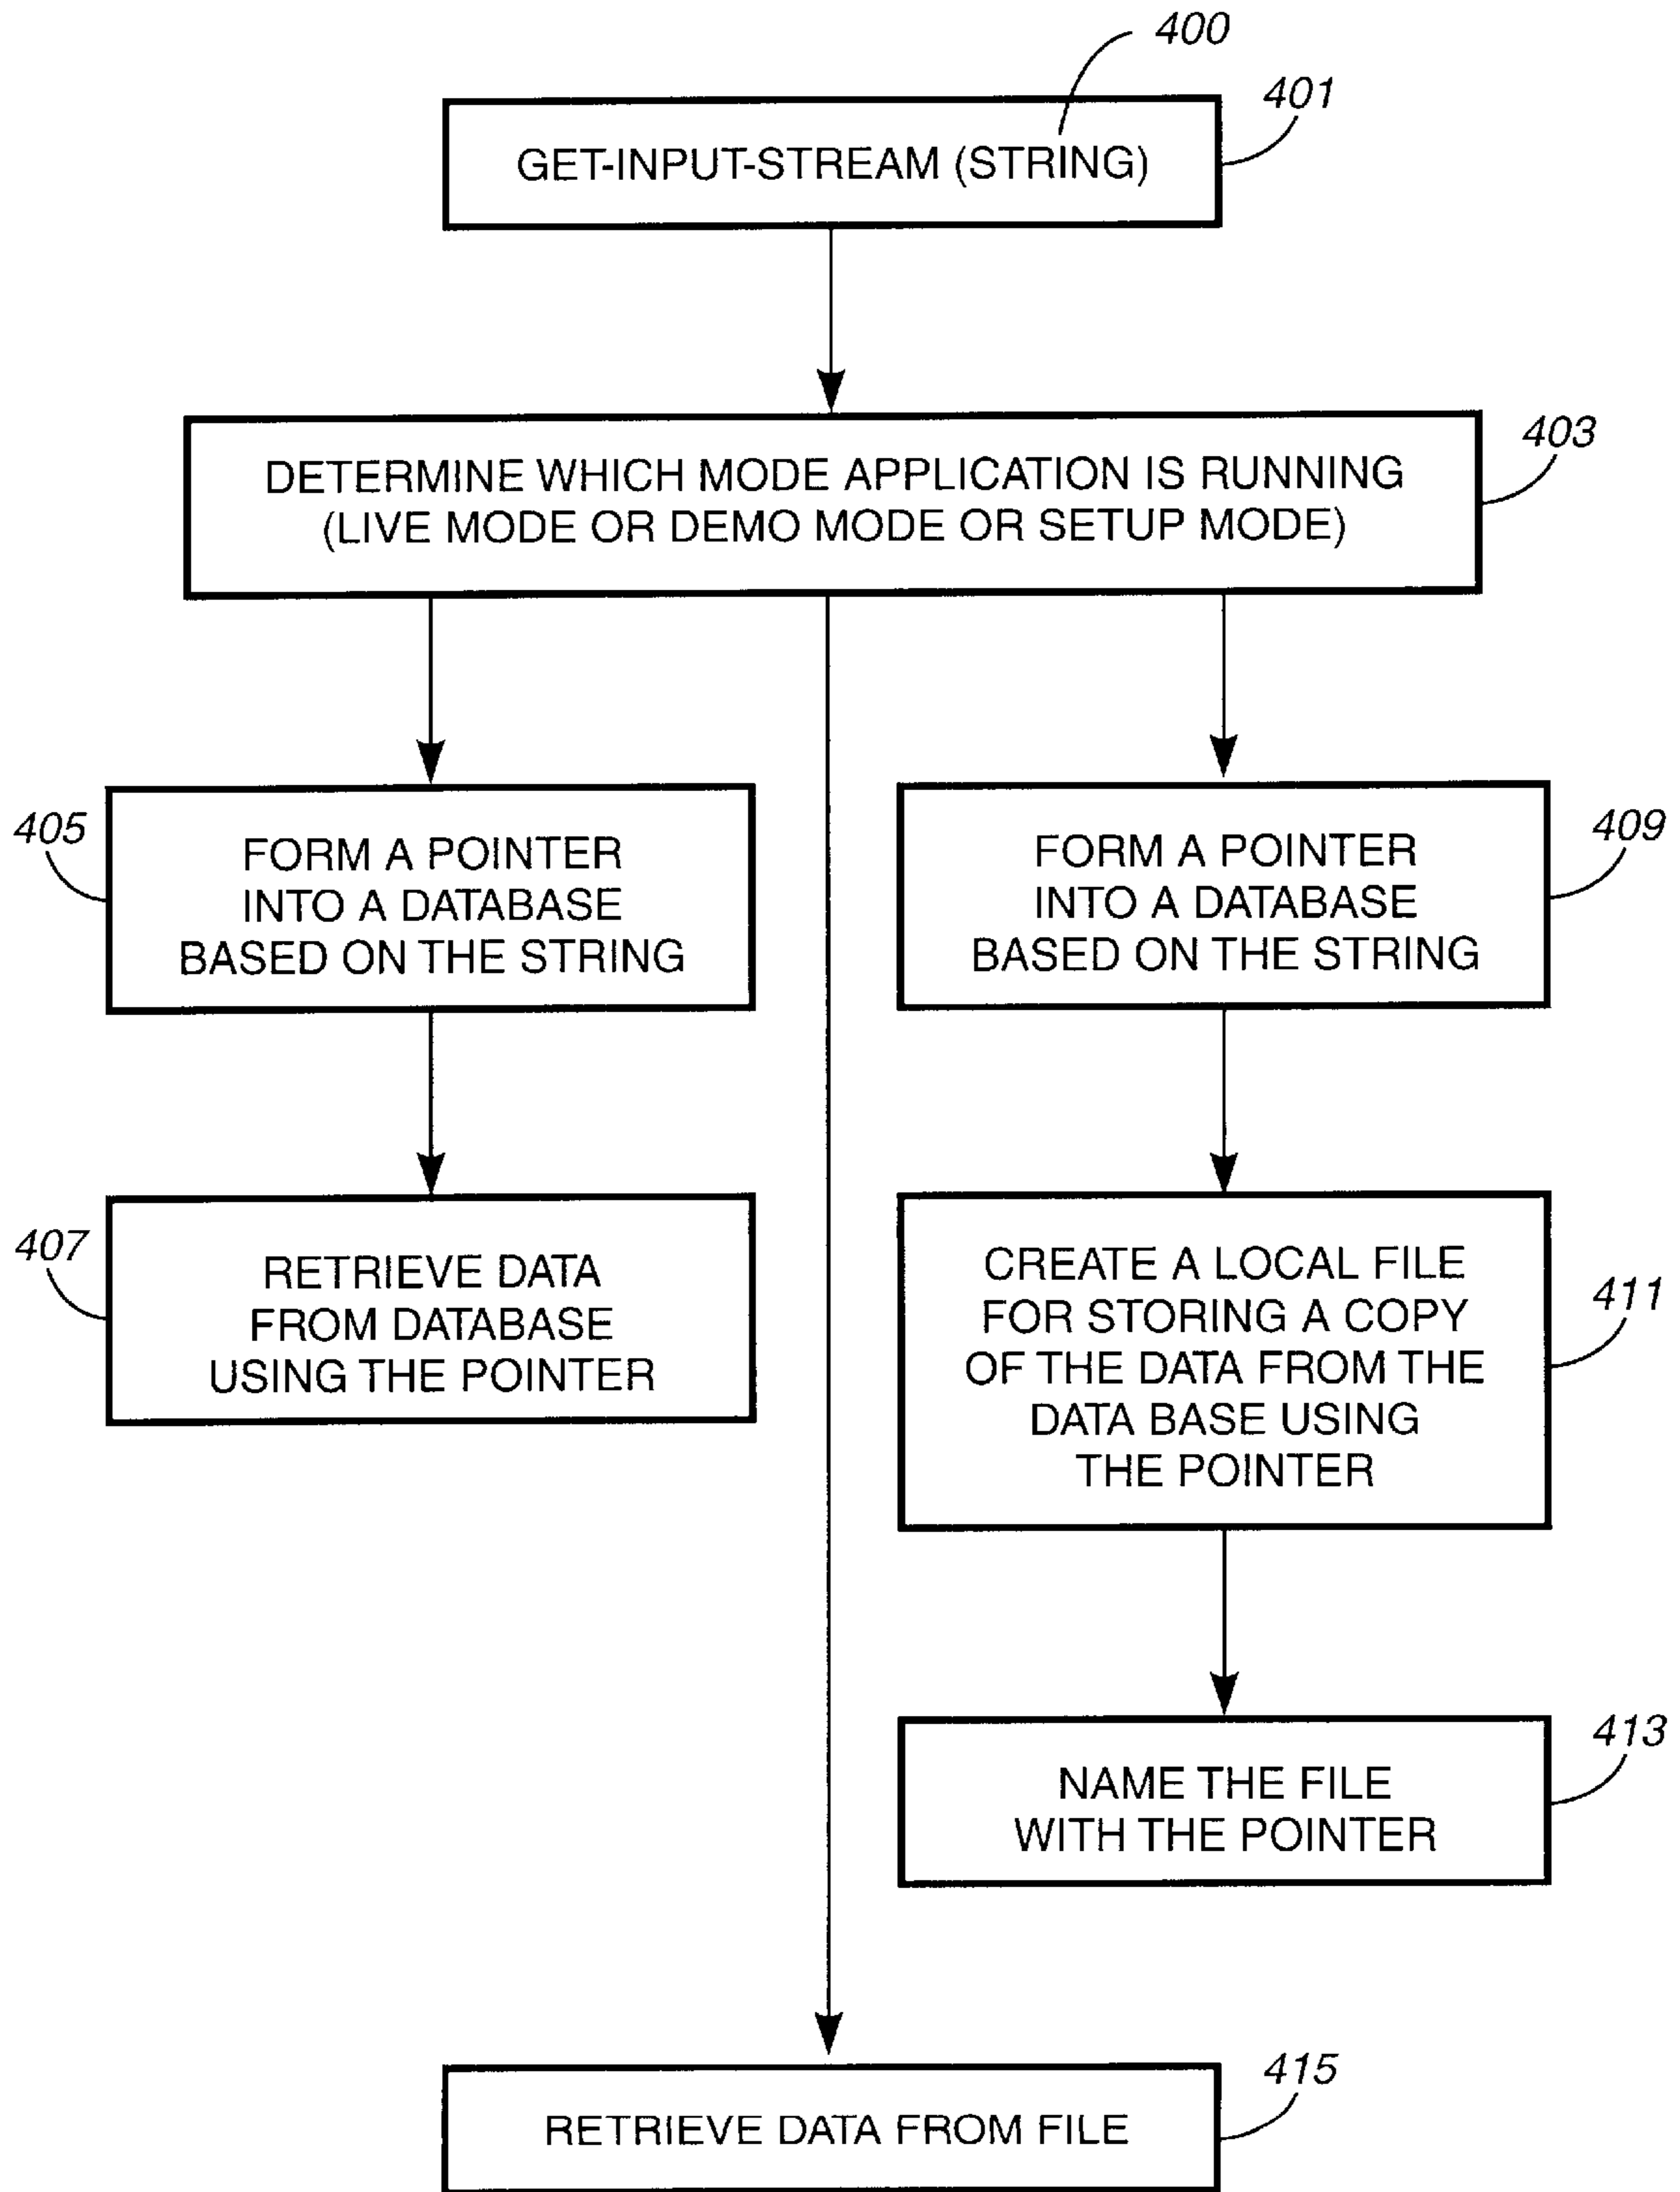 400
401
GET-INPUT-STREAM (STRING)
403
DETERMINE WHICH MODE APPLICATION IS RUNNING
(LIVE MODE OR DEMO MODE OR SETUP MODE)
405
FORM A POINTER
INTO A DATABASE
BASED ON THE STRING
409
FORM A POINTER
INTO A DATABASE
BASED ON THE STRING
407
RETRIEVE DATA
FROM DATABASE
USING THE POINTER
411
CREATE A LOCAL FILE
FOR STORING A COPY
OF THE DATA FROM THE
DATA BASE USING
THE POINTER
413
NAME THE FILE
WITH THE POINTER
415
RETRIEVE DATA FROM FILE